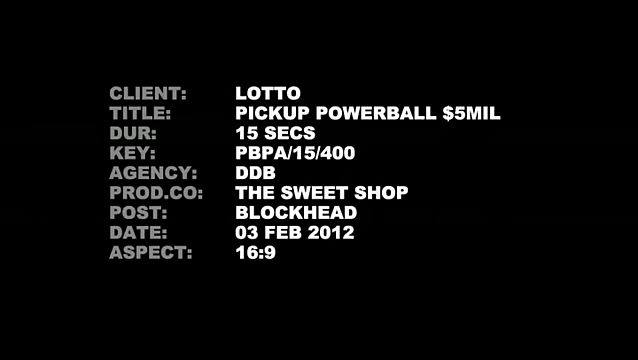 CLIENT: LOTTO
TITLE: PICKUP POWERBALL $5MIL
DUR: 15 SECS
KEY: PBPA/15/400
AGENCY: DDB
PROD.CO: THE SWEET SHOP
POST: BLOCKHEAD
DATE: 03 FEB 2012
ASPECT: 16:9